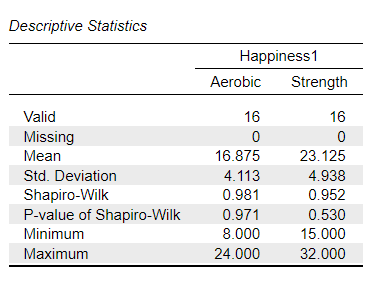 Descriptive Statistics
Happiness1
Aerobic Strength
Valid 16 16
Missing 0 0
Mean 16.875 23.125
Std. Deviation 4.113 4.938
Shapiro-Wilk 0.981 0.952
P-value of Shapiro-Wilk 0.971 0.530
Minimum 8.000 15.000
Maximum 24.000 32.000